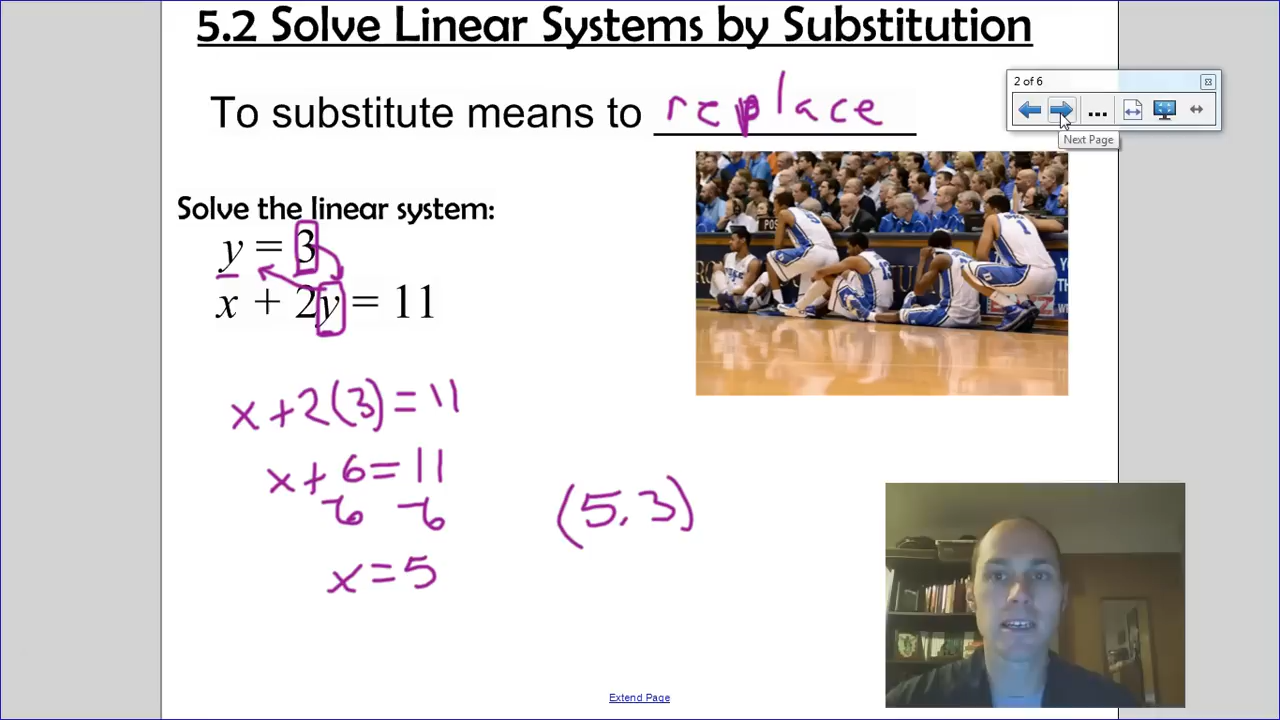 5.2 Solve Linear Systems by Substitution
To substitute means to replace
2 of 6
...
Next Page
Solve the linear system:
y = 3
x + 2y = 11
x+2(3)=11
x+6=11
-6 -6
x=5
(5,3)
Extend Page